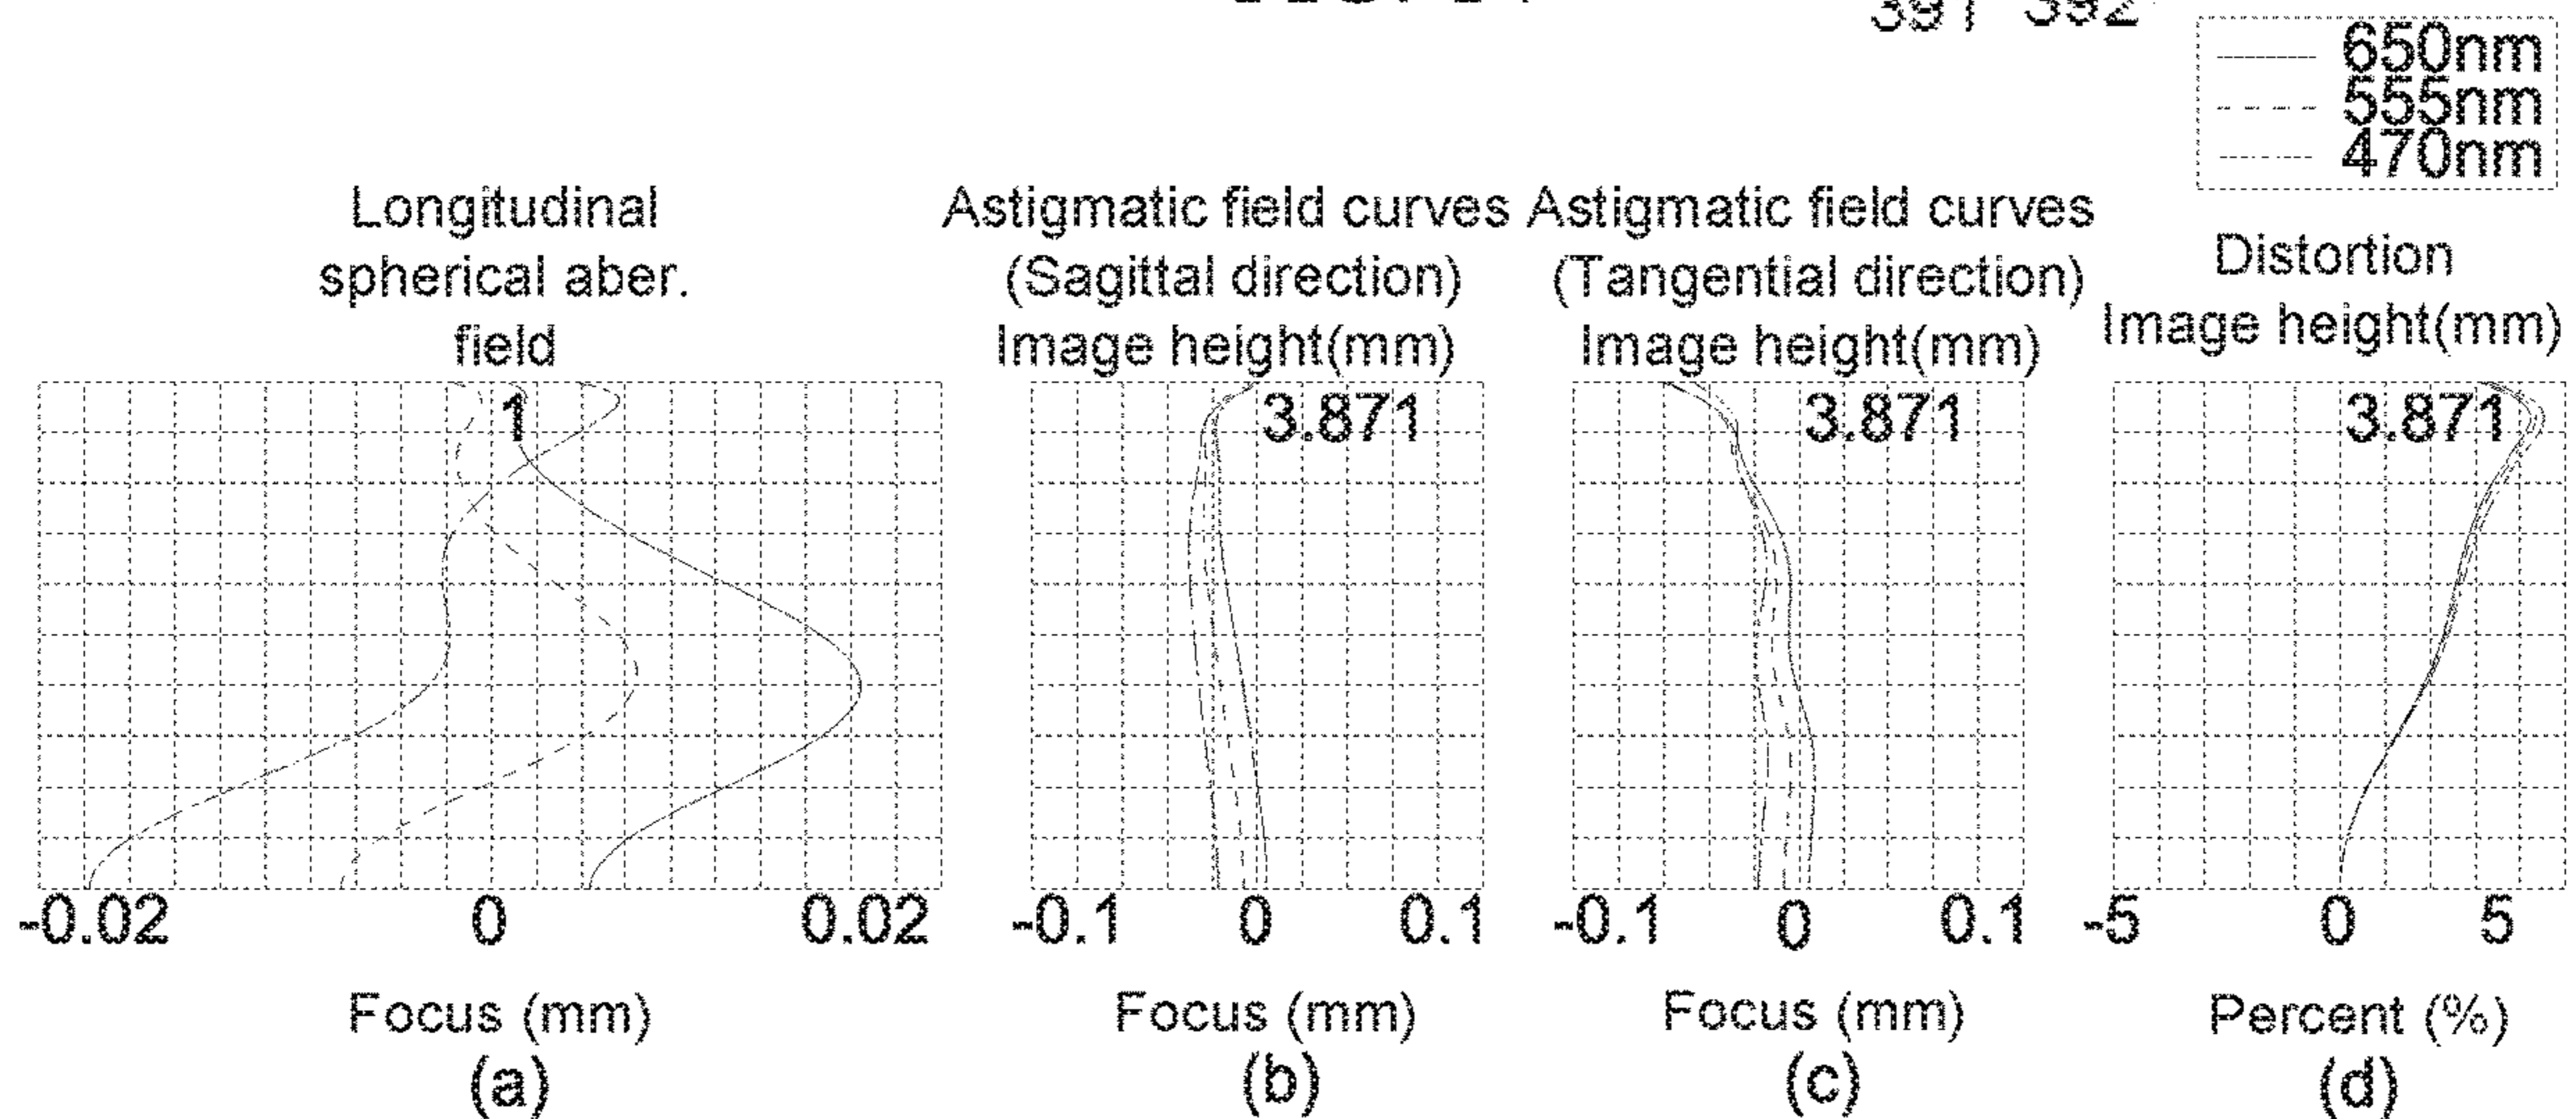 391 392
650nm
555nm
470nm
Longitudinal
spherical aber.
field
Astigmatic field curves
(Sagittal direction)
Image height(mm)
Astigmatic field curves
(Tangential direction)
Image height(mm)
Distortion
Image height(mm)
1
3.871
3.871
3.871
-0.02 0 0.02
-0.1 0 0.1
-0.1 0 0.1
-5 0 5
Focus (mm)
Focus (mm)
Focus (mm)
Percent (%)
(a)
(b)
(c)
(d)